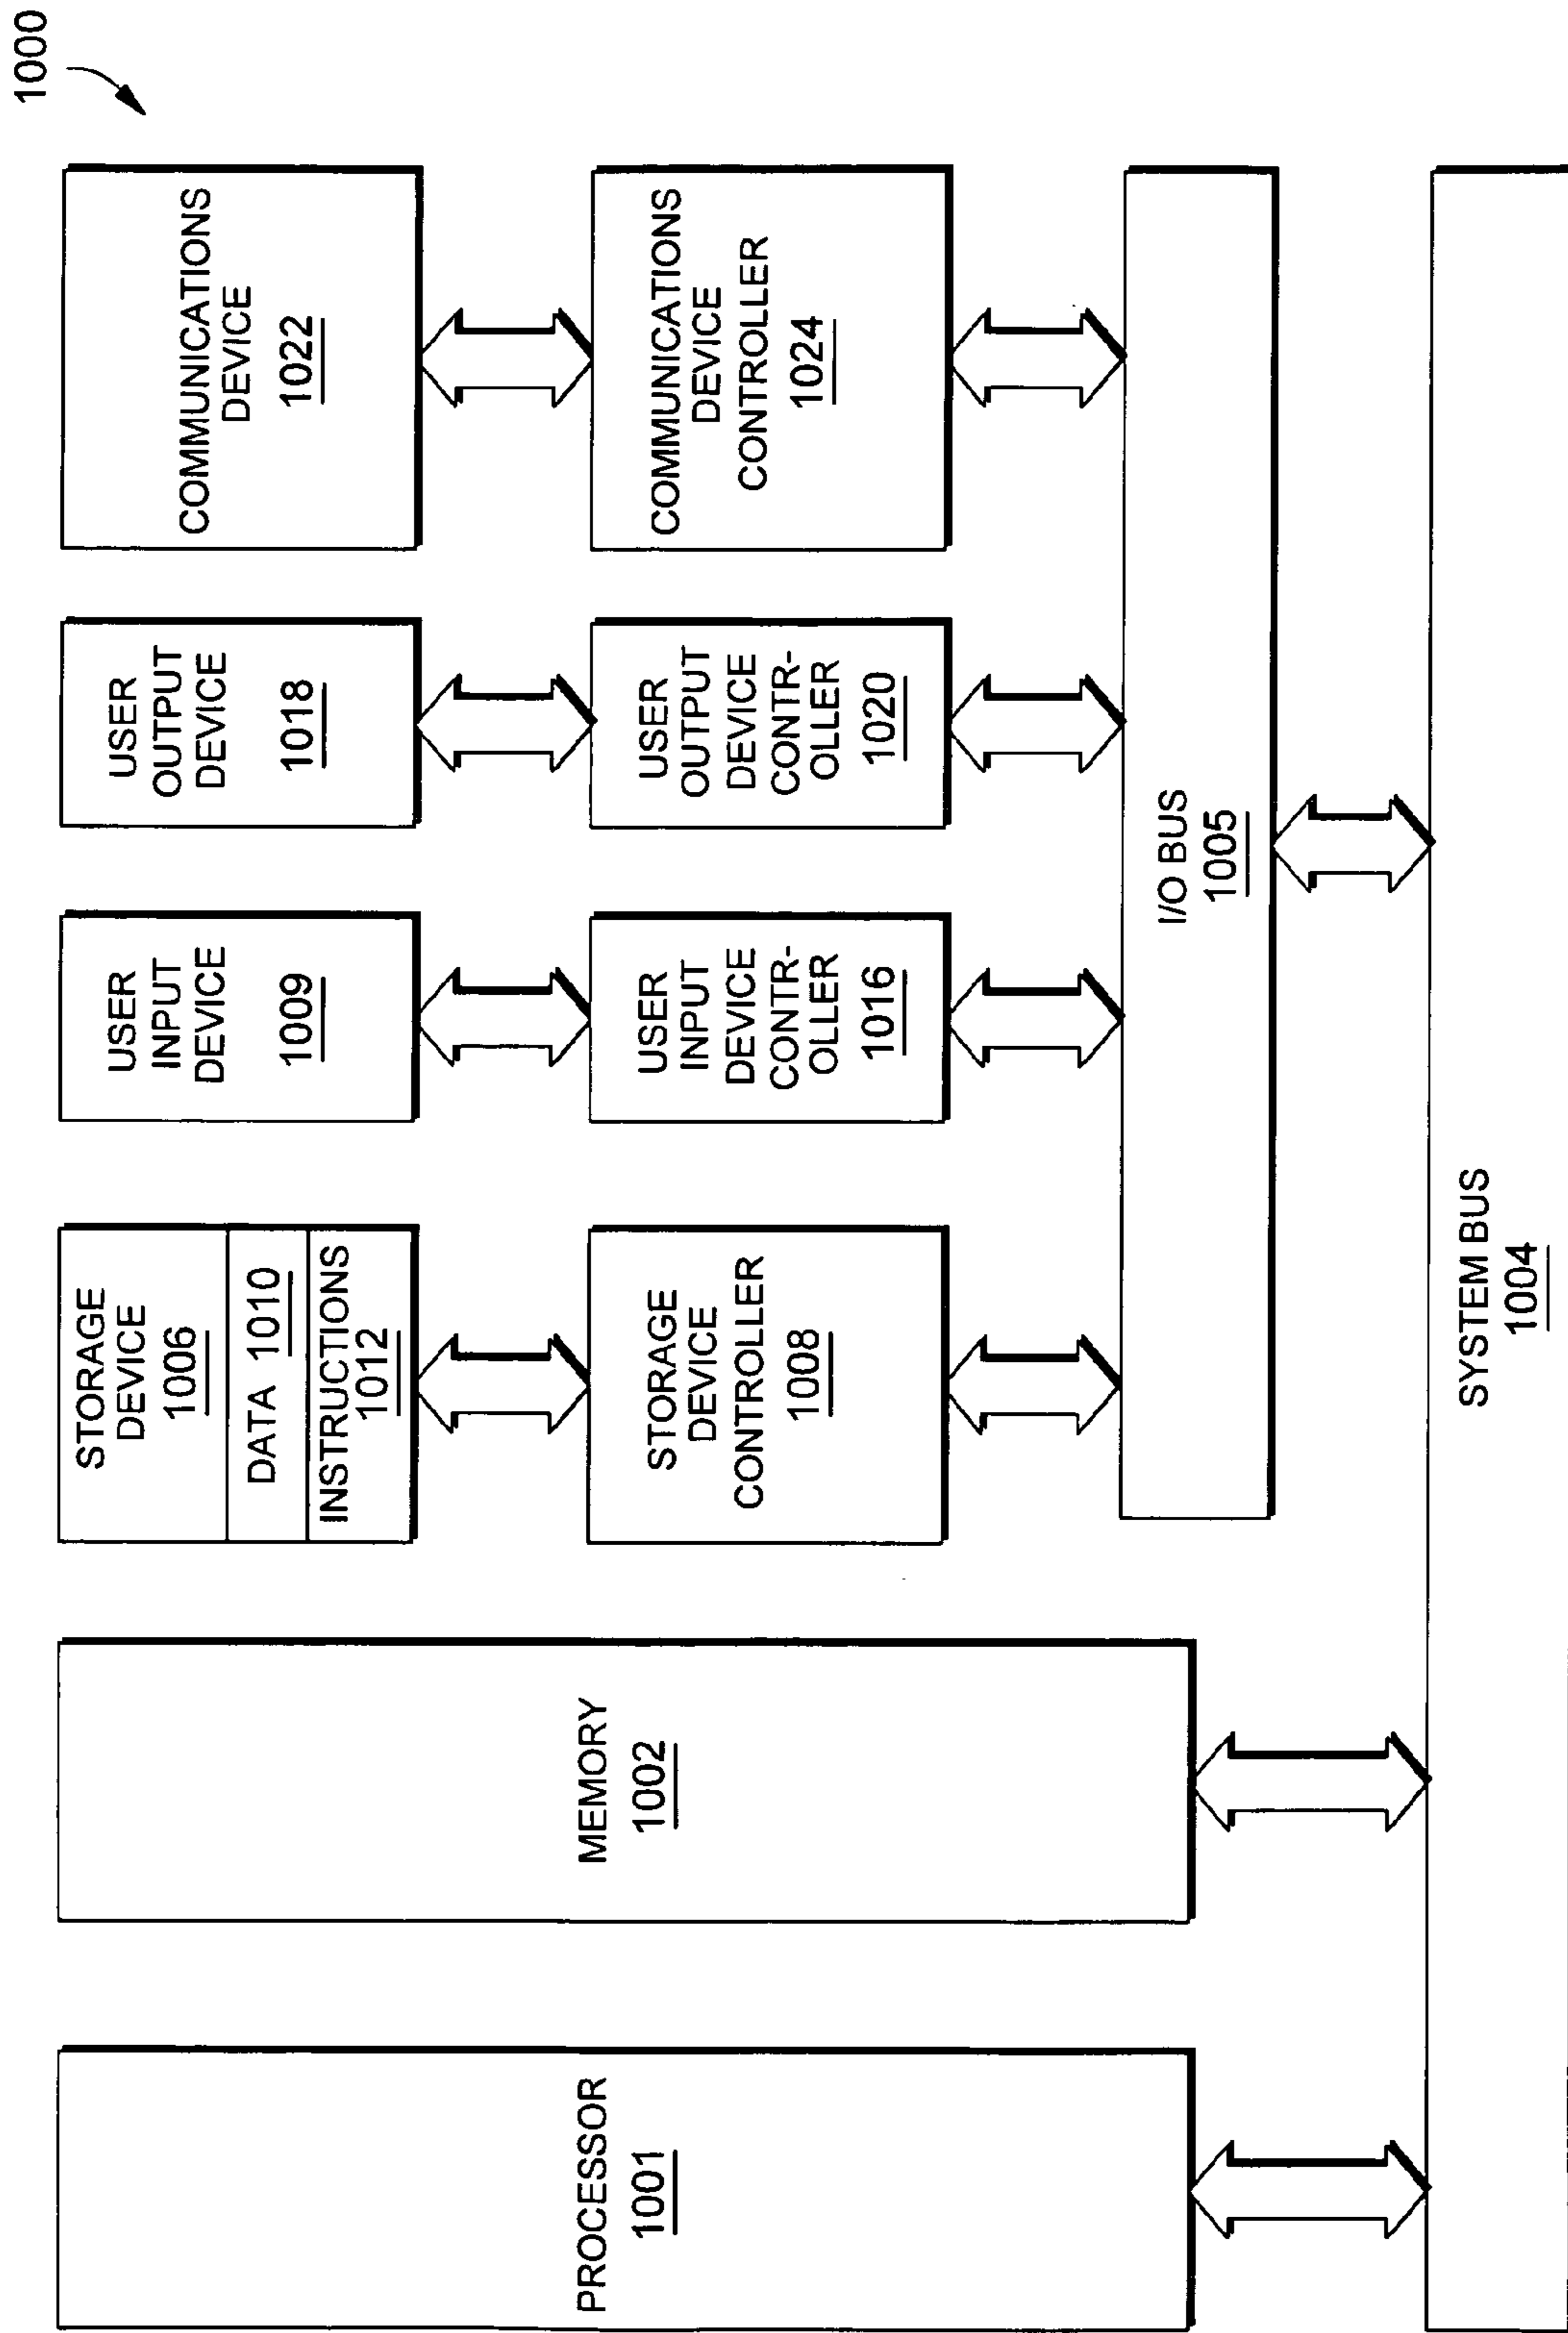 1000
PROCESSOR
1001
MEMORY
1002
STORAGE
DEVICE
1006
DATA 1010
INSTRUCTIONS
1012
STORAGE
DEVICE
CONTROLLER
1008
USER
INPUT
DEVICE
1009
USER
INPUT
DEVICE
CONTR-
OLLER
1016
USER
OUTPUT
DEVICE
1018
USER
OUTPUT
DEVICE
CONTR-
OLLER
1020
COMMUNICATIONS
DEVICE
1022
COMMUNICATIONS
DEVICE
CONTROLLER
1024
I/O BUS
1005
SYSTEM BUS
1004